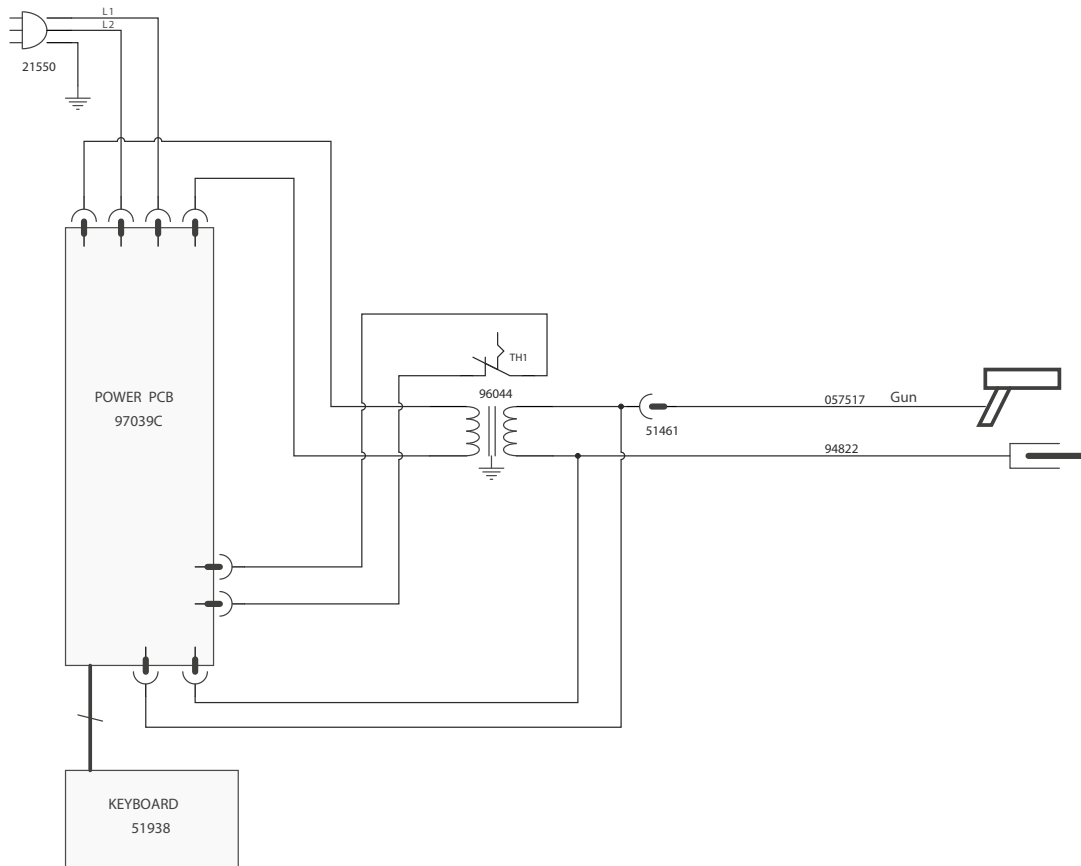 L1
L2
21550
TH1
96044
POWER PCB
97039C
057517 Gun
51461
94822
KEYBOARD
51938